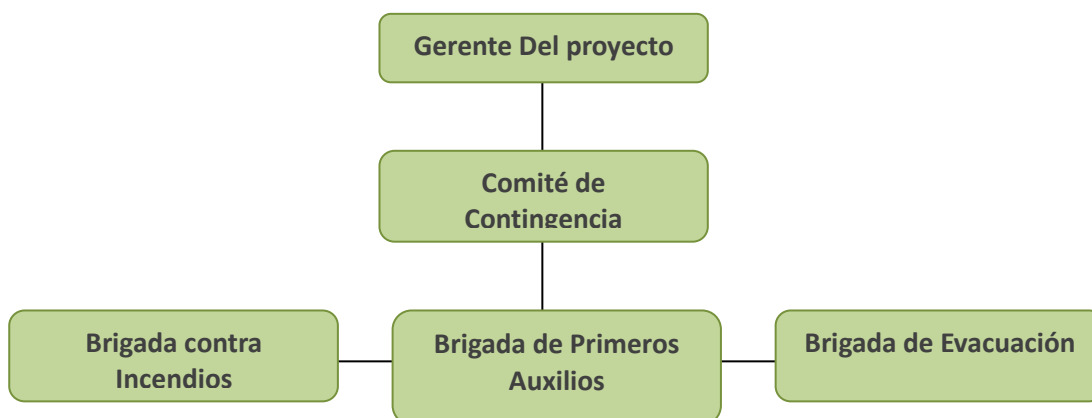 Gerente Del proyecto
Comité de
Contingencia
Brigada contra
Incendios
Brigada de Primeros
Auxilios
Brigada de Evacuación